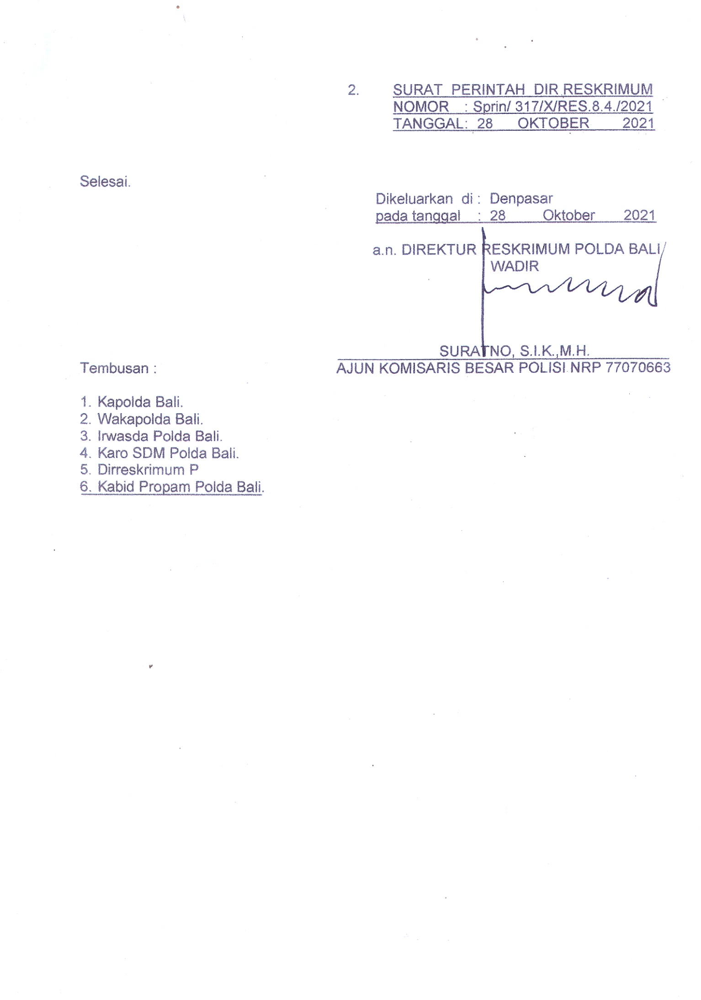 2. SURAT PERINTAH DIR RESKRIMUM
NOMOR : Sprin/ 317/X/RES.8.4./2021
TANGGAL: 28 OKTOBER 2021
Selesai.
Dikeluarkan di : Denpasar
pada tanggal : 28 Oktober 2021
a.n. DIREKTUR RESKRIMUM POLDA BALI
WADIR
SURATNO, S.I.K.,M.H.
AJUN KOMISARIS BESAR POLISI NRP 77070663
Tembusan :
1. Kapolda Bali.
2. Wakapolda Bali.
3. Irwasda Polda Bali.
4. Karo SDM Polda Bali.
5. Dirreskrimum P
6. Kabid Propam Polda Bali.